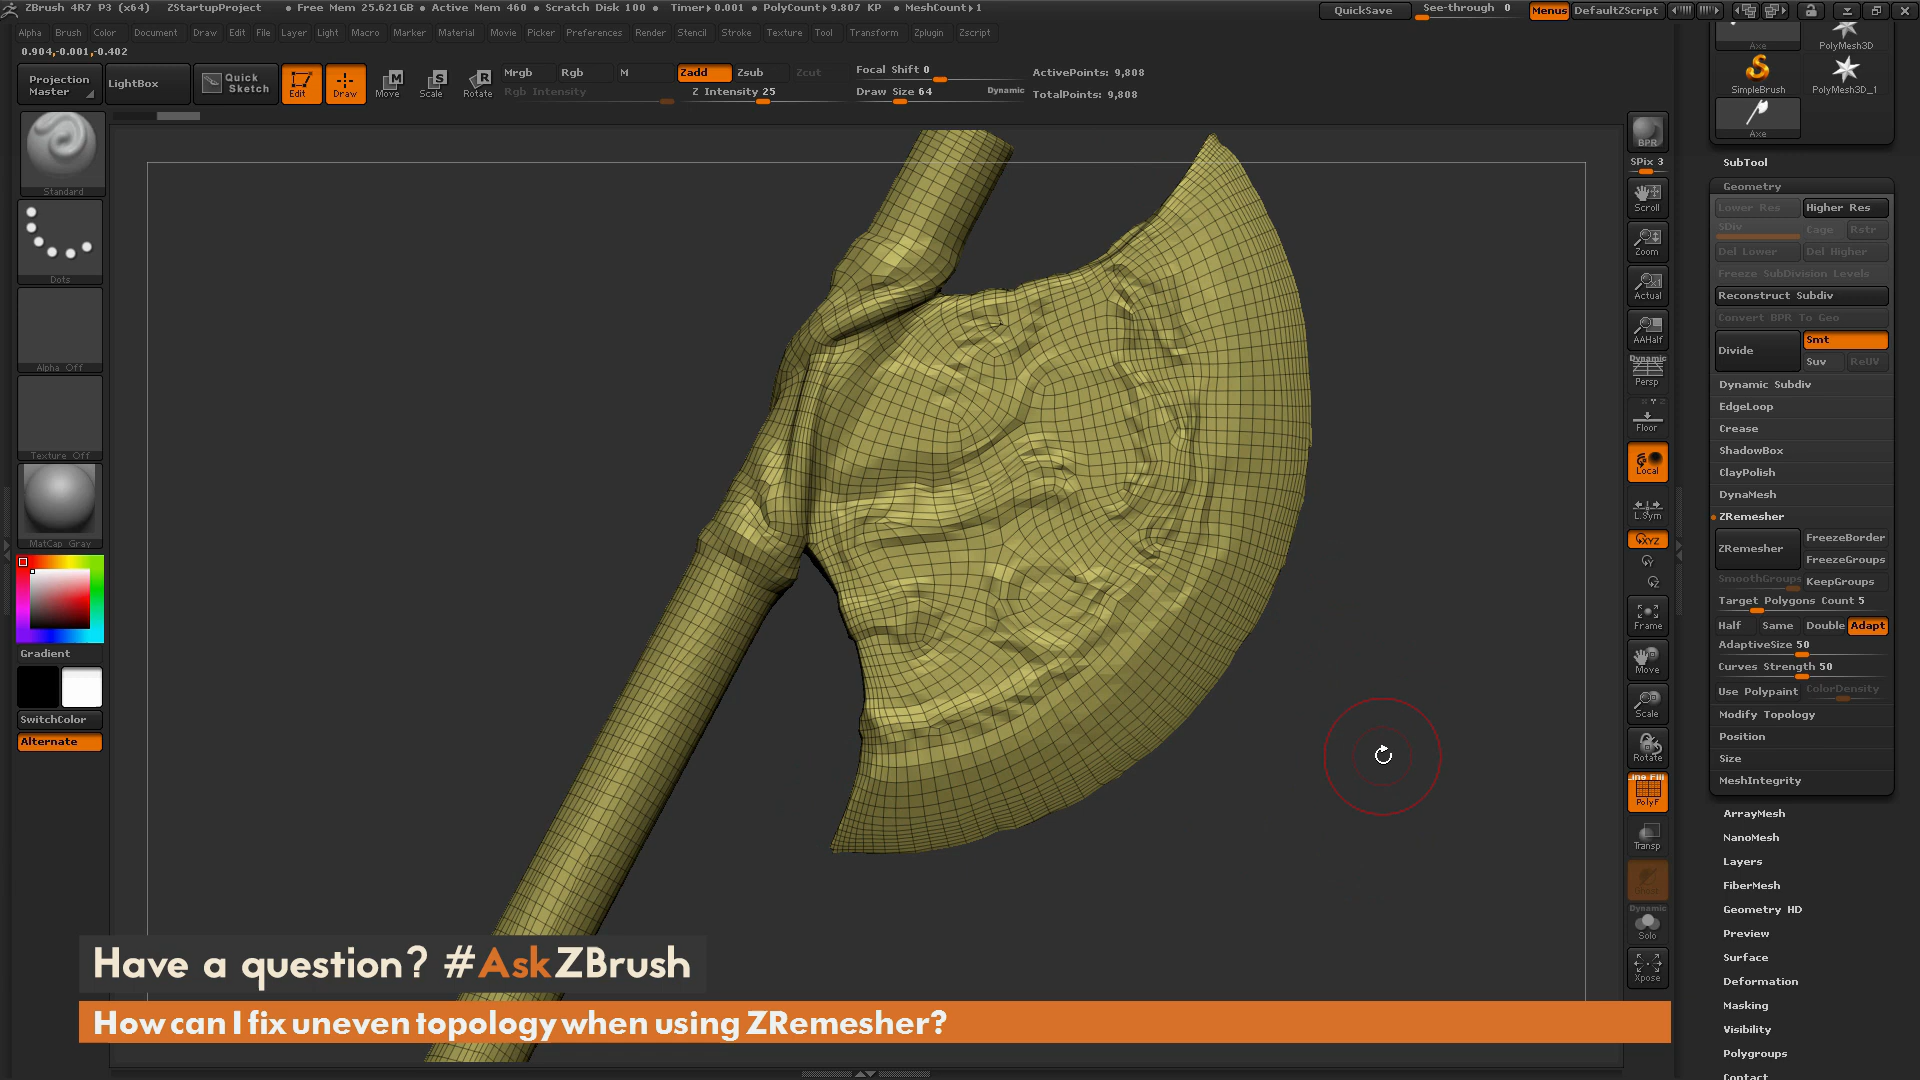 ZBrush 4R7 P3 (x64) ZStartupProject • Free Mem 25.621GB • Active Mem 460 • Scratch Disk 100 • Timer▸0.001 • PolyCount▸9.807 KP • MeshCount▸1 QuickSave See-through 0 Menus DefaultZScript
Alpha Brush Color Document Draw Edit File Layer Light Macro Marker Material Movie Picker Preferences Render Stencil Stroke Texture Tool Transform Zplugin Zscript
0.904,-0.001,-0.402
Projection Master
LightBox
Quick Sketch
Edit
Draw
Move
Scale
Rotate
Mrgb Rgb M
Rgb Intensity
Zadd Zsub Zcut
Z Intensity 25
Focal Shift 0
Draw Size 64 Dynamic
ActivePoints: 9,808
TotalPoints: 9,808
Standard
Dots
Alpha Off
Texture Off
MatCap Gray
Gradient
SwitchColor
Alternate
BPR
SPix 3
Scroll
Zoom
Actual
AAHalf
Dynamic
Persp
Floor
Local
L.Sym
XYZ
Y
Z
Frame
Move
Scale
Rotate
Line Fill
PolyF
Transp
Ghost
Dynamic
Solo
Xpose
Axe PolyMesh3D
SimpleBrush PolyMesh3D_1
Axe
SubTool
Geometry
Lower Res Higher Res
SDiv Cage Rstr
Del Lower Del Higher
Freeze SubDivision Levels
Reconstruct Subdiv
Convert BPR To Geo
Divide Smt
Suv ReUV
Dynamic Subdiv
EdgeLoop
Crease
ShadowBox
ClayPolish
DynaMesh
ZRemesher
ZRemesher FreezeBorder
FreezeGroups
SmoothGroups KeepGroups
Target Polygons Count 5
Half Same Double Adapt
AdaptiveSize 50
Curves Strength 50
Use Polypaint ColorDensity
Modify Topology
Position
Size
MeshIntegrity
ArrayMesh
NanoMesh
Layers
FiberMesh
Geometry HD
Preview
Surface
Deformation
Masking
Visibility
Polygroups
Contact
Have a question? #AskZBrush
How can I fix uneven topology when using ZRemesher?